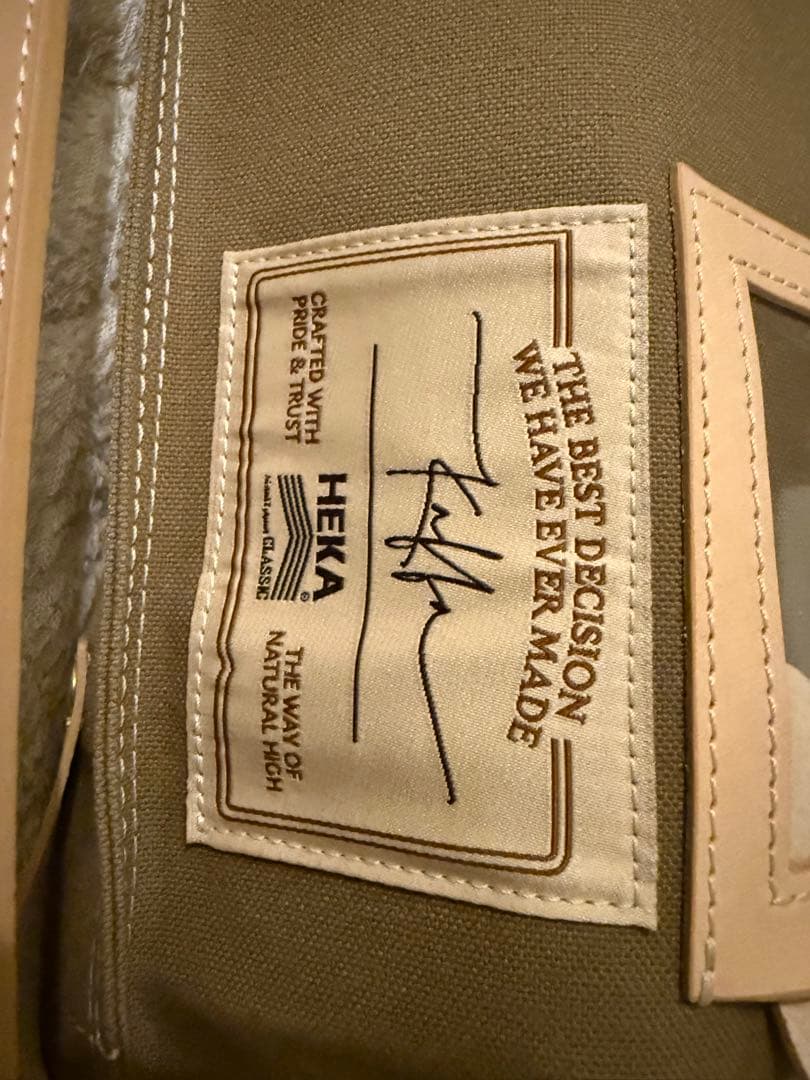 THE BEST DECISION
WE HAVE EVER MADE
CRAFTED WITH
PRIDE & TRUST
HEKA
®
CLASSIC
THE WAY OF
NATURAL HIGH